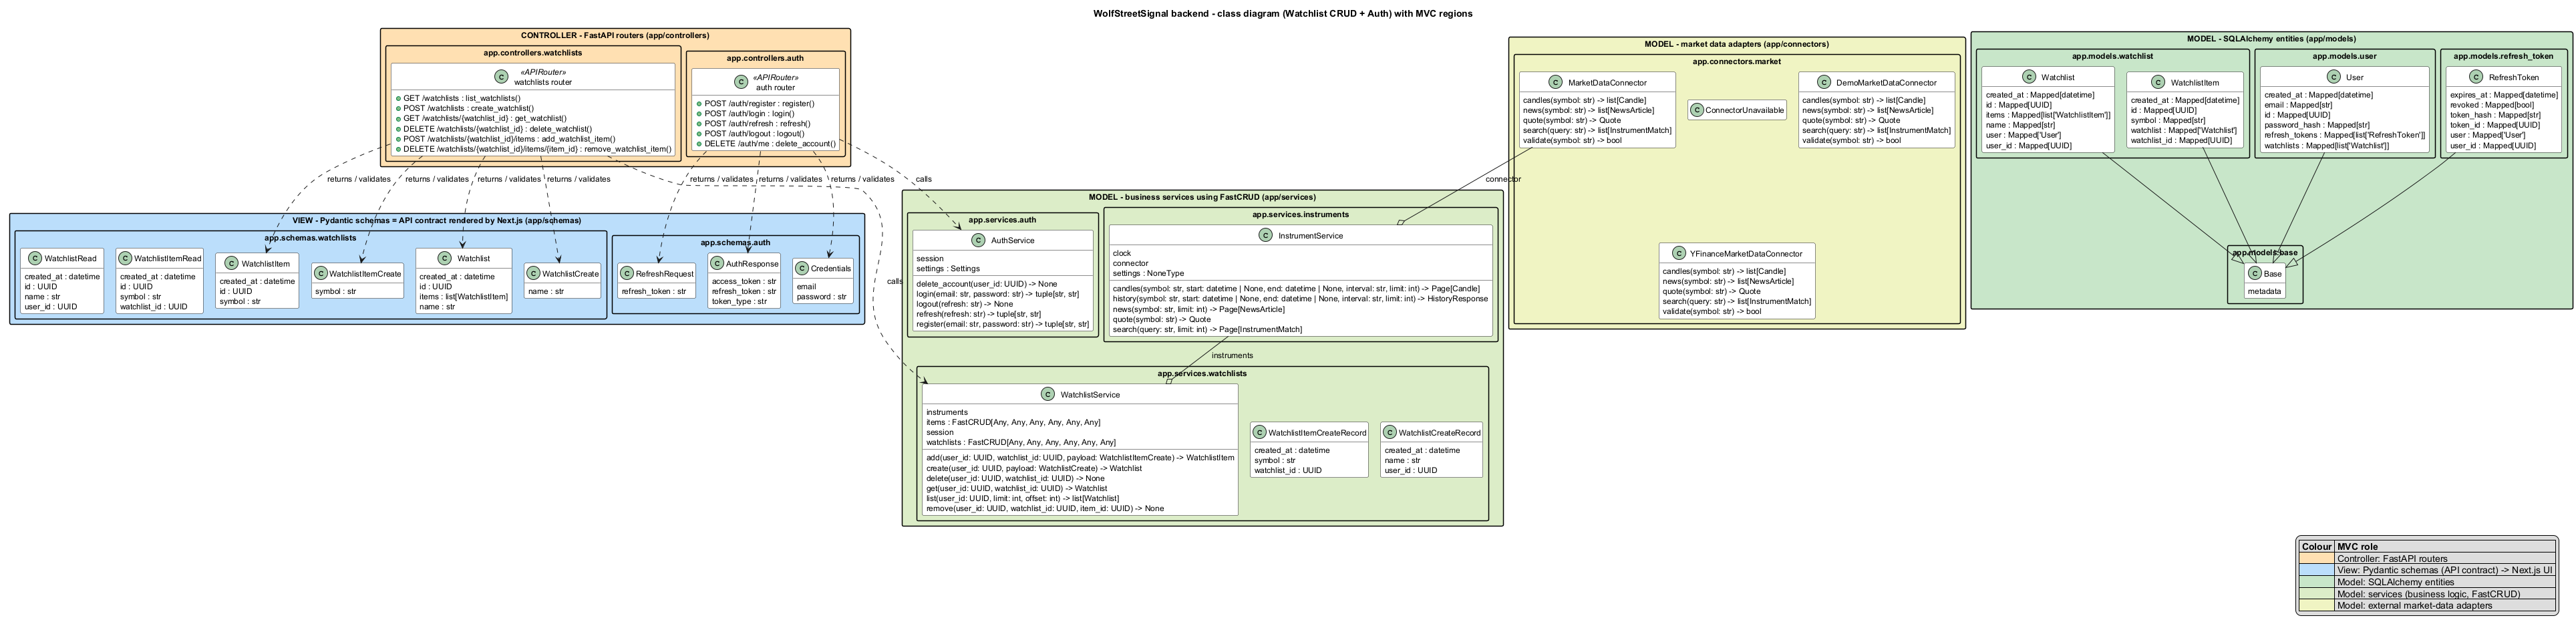 WolfStreetSignal backend - class diagram (Watchlist CRUD + Auth) with MVC regions
CONTROLLER - FastAPI routers (app/controllers)
app.controllers.watchlists
C
«APIRouter»
watchlists router
GET /watchlists : list_watchlists()
POST /watchlists : create_watchlist()
GET /watchlists/{watchlist_id} : get_watchlist()
DELETE /watchlists/{watchlist_id} : delete_watchlist()
POST /watchlists/{watchlist_id}/items : add_watchlist_item()
DELETE /watchlists/{watchlist_id}/items/{item_id} : remove_watchlist_item()
app.controllers.auth
C
«APIRouter»
auth router
POST /auth/register : register()
POST /auth/login : login()
POST /auth/refresh : refresh()
POST /auth/logout : logout()
DELETE /auth/me : delete_account()
returns / validates
returns / validates
returns / validates
returns / validates
returns / validates
returns / validates
returns / validates
calls
calls
VIEW - Pydantic schemas = API contract rendered by Next.js (app/schemas)
app.schemas.watchlists
C WatchlistRead
created_at : datetime
id : UUID
name : str
user_id : UUID
C WatchlistItemRead
created_at : datetime
id : UUID
symbol : str
watchlist_id : UUID
C WatchlistItem
created_at : datetime
id : UUID
symbol : str
C WatchlistItemCreate
symbol : str
C Watchlist
created_at : datetime
id : UUID
items : list[WatchlistItem]
name : str
C WatchlistCreate
name : str
app.schemas.auth
C RefreshRequest
refresh_token : str
C AuthResponse
access_token : str
refresh_token : str
token_type : str
C Credentials
email
password : str
MODEL - business services using FastCRUD (app/services)
app.services.auth
C AuthService
session
settings : Settings
delete_account(user_id: UUID) -> None
login(email: str, password: str) -> tuple[str, str]
logout(refresh: str) -> None
refresh(refresh: str) -> tuple[str, str]
register(email: str, password: str) -> tuple[str, str]
app.services.instruments
C InstrumentService
clock
connector
settings : NoneType
candles(symbol: str, start: datetime | None, end: datetime | None, interval: str, limit: int) -> Page[Candle]
history(symbol: str, start: datetime | None, end: datetime | None, interval: str, limit: int) -> HistoryResponse
news(symbol: str, limit: int) -> Page[NewsArticle]
quote(symbol: str) -> Quote
search(query: str, limit: int) -> Page[InstrumentMatch]
instruments
app.services.watchlists
C WatchlistService
instruments
items : FastCRUD[Any, Any, Any, Any, Any, Any]
session
watchlists : FastCRUD[Any, Any, Any, Any, Any, Any]
add(user_id: UUID, watchlist_id: UUID, payload: WatchlistItemCreate) -> WatchlistItem
create(user_id: UUID, payload: WatchlistCreate) -> Watchlist
delete(user_id: UUID, watchlist_id: UUID) -> None
get(user_id: UUID, watchlist_id: UUID) -> Watchlist
list(user_id: UUID, limit: int, offset: int) -> list[Watchlist]
remove(user_id: UUID, watchlist_id: UUID, item_id: UUID) -> None
C WatchlistItemCreateRecord
created_at : datetime
symbol : str
watchlist_id : UUID
C WatchlistCreateRecord
created_at : datetime
name : str
user_id : UUID
MODEL - market data adapters (app/connectors)
app.connectors.market
C MarketDataConnector
candles(symbol: str) -> list[Candle]
news(symbol: str) -> list[NewsArticle]
quote(symbol: str) -> Quote
search(query: str) -> list[InstrumentMatch]
validate(symbol: str) -> bool
C ConnectorUnavailable
C DemoMarketDataConnector
candles(symbol: str) -> list[Candle]
news(symbol: str) -> list[NewsArticle]
quote(symbol: str) -> Quote
search(query: str) -> list[InstrumentMatch]
validate(symbol: str) -> bool
connector
C YFinanceMarketDataConnector
candles(symbol: str) -> list[Candle]
news(symbol: str) -> list[NewsArticle]
quote(symbol: str) -> Quote
search(query: str) -> list[InstrumentMatch]
validate(symbol: str) -> bool
MODEL - SQLAlchemy entities (app/models)
app.models.watchlist
C Watchlist
created_at : Mapped[datetime]
id : Mapped[UUID]
items : Mapped[list['WatchlistItem']]
name : Mapped[str]
user : Mapped['User']
user_id : Mapped[UUID]
C WatchlistItem
created_at : Mapped[datetime]
id : Mapped[UUID]
symbol : Mapped[str]
watchlist : Mapped['Watchlist']
watchlist_id : Mapped[UUID]
app.models.user
C User
created_at : Mapped[datetime]
email : Mapped[str]
id : Mapped[UUID]
password_hash : Mapped[str]
refresh_tokens : Mapped[list['RefreshToken']]
watchlists : Mapped[list['Watchlist']]
app.models.refresh_token
C RefreshToken
expires_at : Mapped[datetime]
revoked : Mapped[bool]
token_hash : Mapped[str]
token_id : Mapped[UUID]
user : Mapped['User']
user_id : Mapped[UUID]
app.models.base
C Base
metadata
Colour MVC role
Controller: FastAPI routers
View: Pydantic schemas (API contract) -> Next.js UI
Model: SQLAlchemy entities
Model: services (business logic, FastCRUD)
Model: external market-data adapters